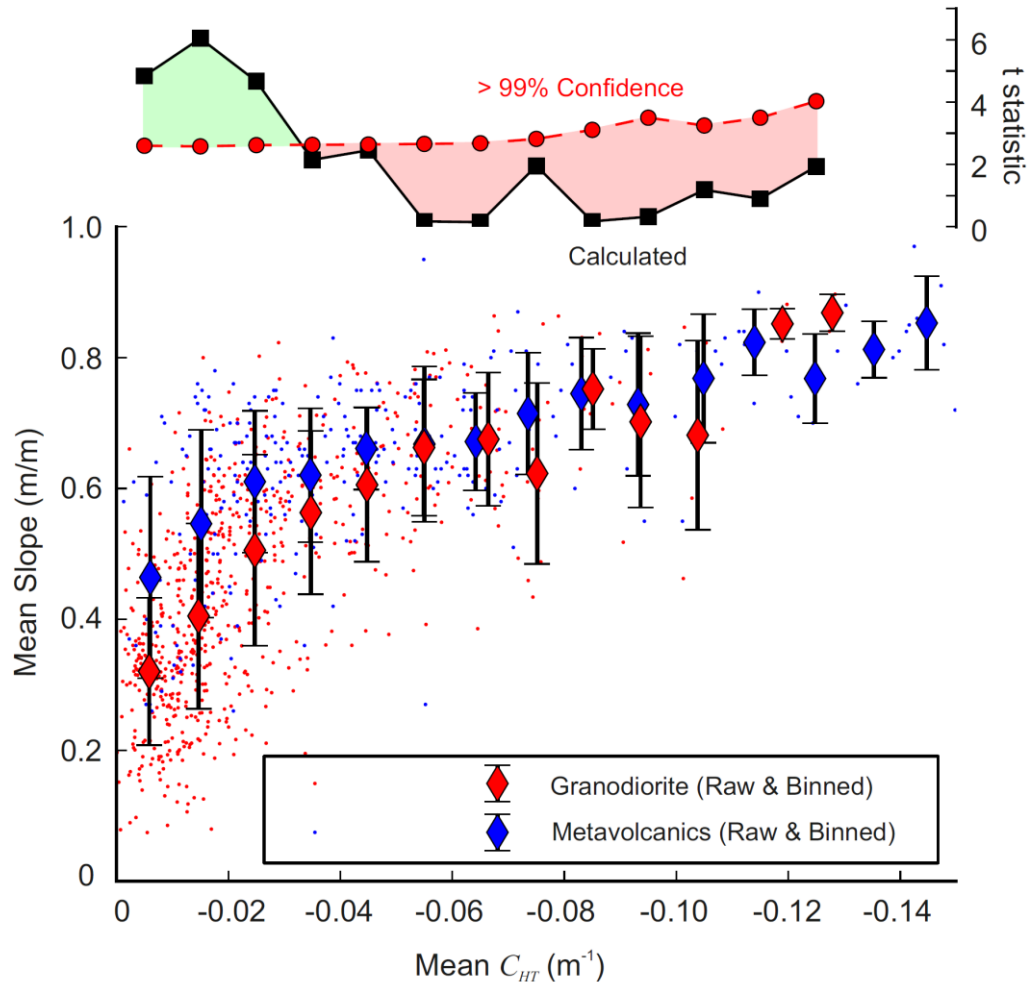 6
4
2
0
t statistic
> 99% Confidence
Calculated
1.0
0.8
0.6
0.4
0.2
0
Mean Slope (m/m)
Granodiorite (Raw & Binned)
Metavolcanics (Raw & Binned)
0 -0.02 -0.04 -0.06 -0.08 -0.10 -0.12 -0.14
Mean C_HT (m⁻¹)